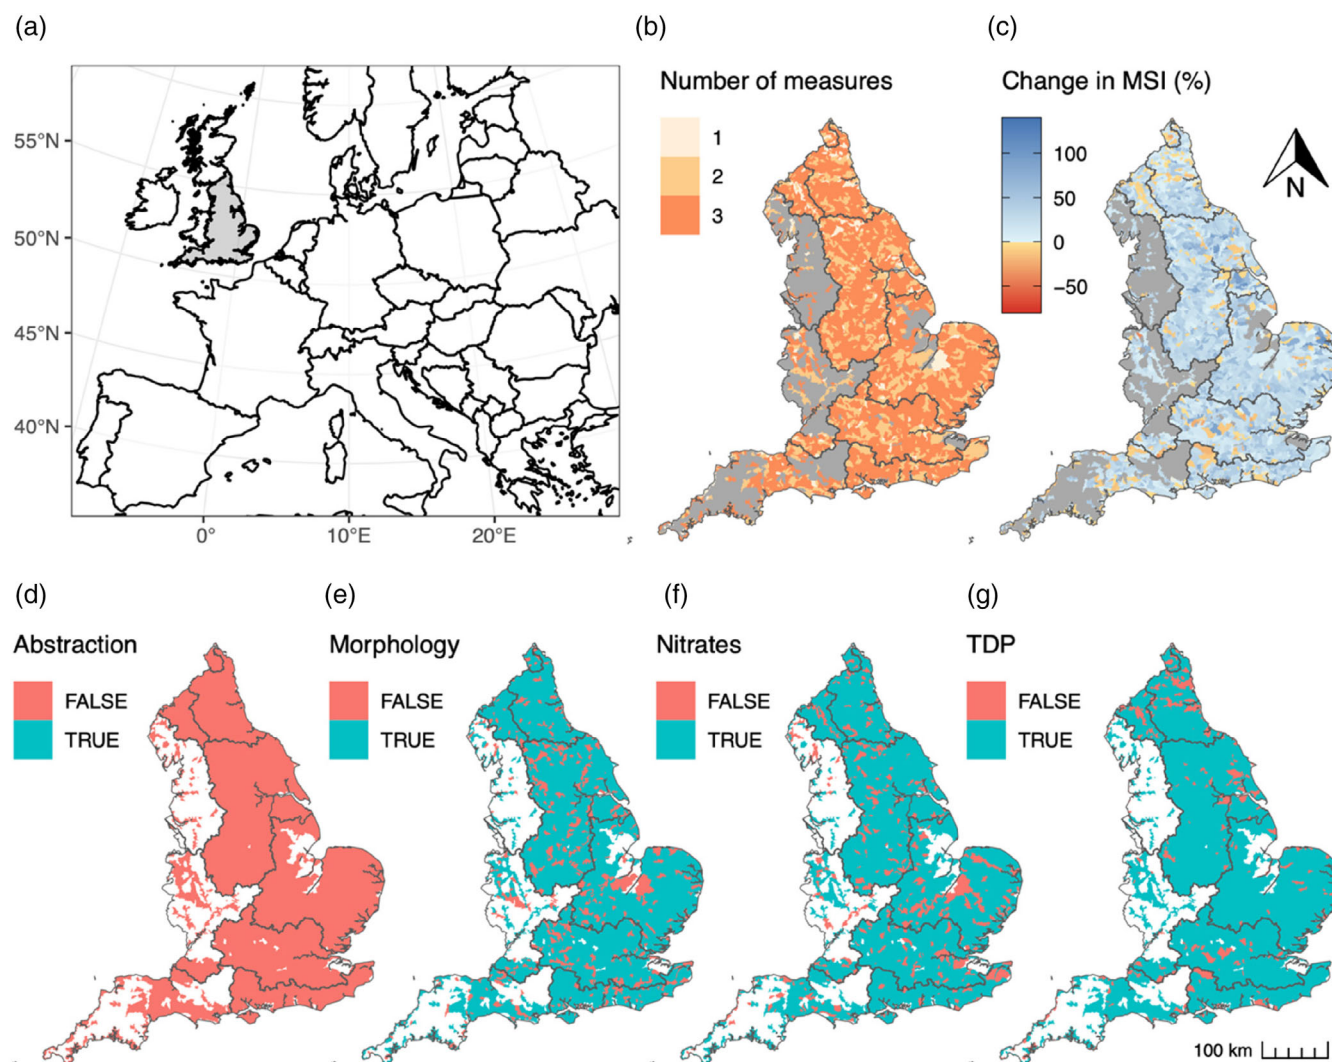 (a)
55°N
50°N
45°N
40°N
0°
10°E
20°E
(b)
Number of measures
1
2
3
(c)
Change in MSI (%)
100
50
0
−50
N
(d)
Abstraction
FALSE
TRUE
(e)
Morphology
FALSE
TRUE
(f)
Nitrates
FALSE
TRUE
(g)
TDP
FALSE
TRUE
100 km